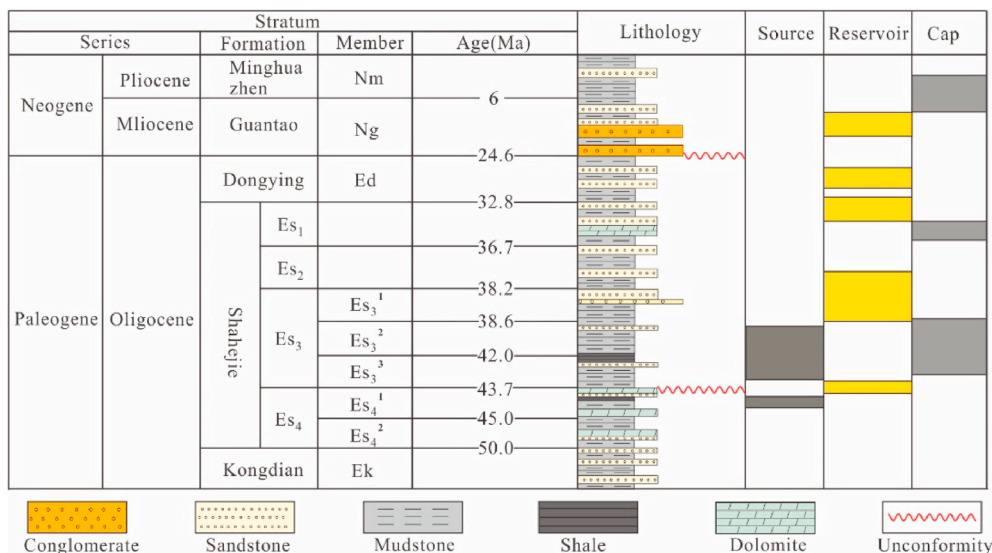 Stratum
Series Formation Member Age(Ma) Lithology Source Reservoir Cap
Neogene Pliocene Minghua
zhen Nm
6
Mliocene Guantao Ng
24.6
Paleogene Oligocene Dongying Ed
32.8
Shahejie Es₁
36.7
Es₂
38.2
Es₃ Es₃¹
38.6
Es₃²
42.0
Es₃³
43.7
Es₄ Es₄¹
45.0
Es₄²
50.0
Kongdian Ek
Conglomerate Sandstone Mudstone Shale Dolomite Unconformity